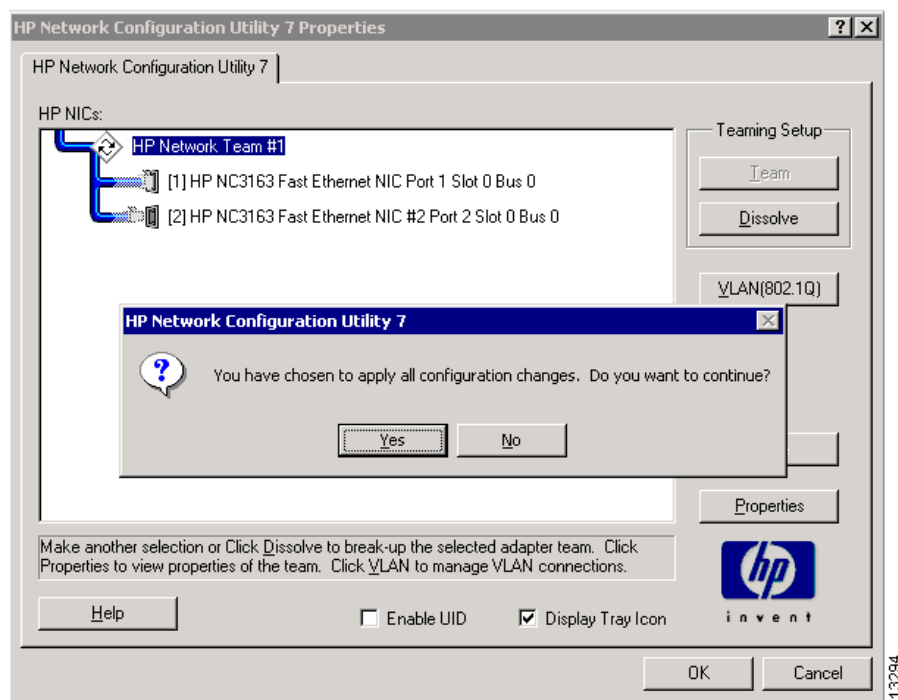 HP Network Configuration Utility 7 Properties
HP Network Configuration Utility 7
HP NICs:
HP Network Team #1
[1] HP NC3163 Fast Ethernet NIC Port 1 Slot 0 Bus 0
[2] HP NC3163 Fast Ethernet NIC #2 Port 2 Slot 0 Bus 0
Teaming Setup
Team
Dissolve
VLAN(802.1Q)
HP Network Configuration Utility 7
You have chosen to apply all configuration changes. Do you want to continue?
Yes
No
Properties
Make another selection or Click Dissolve to break-up the selected adapter team. Click
Properties to view properties of the team. Click VLAN to manage VLAN connections.
hp
invent
Help
Enable UID
Display Tray Icon
OK
Cancel